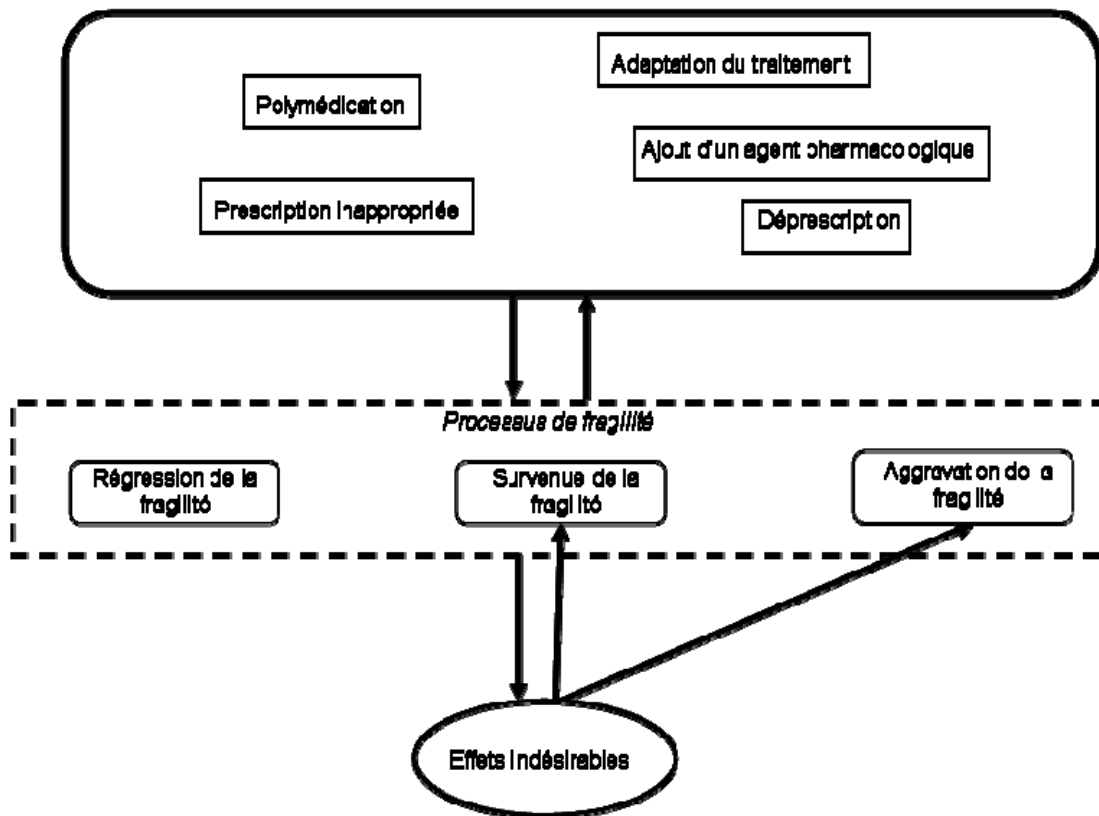 Adaptation du traitement
Polymédication
Ajout d'un agent pharmacologique
Prescription inappropriée
Déprescription
Processus de fragilité
Régression de la
fragilité
Survenue de la
fragilité
Aggravation de la
fragilité
Effets indésirables